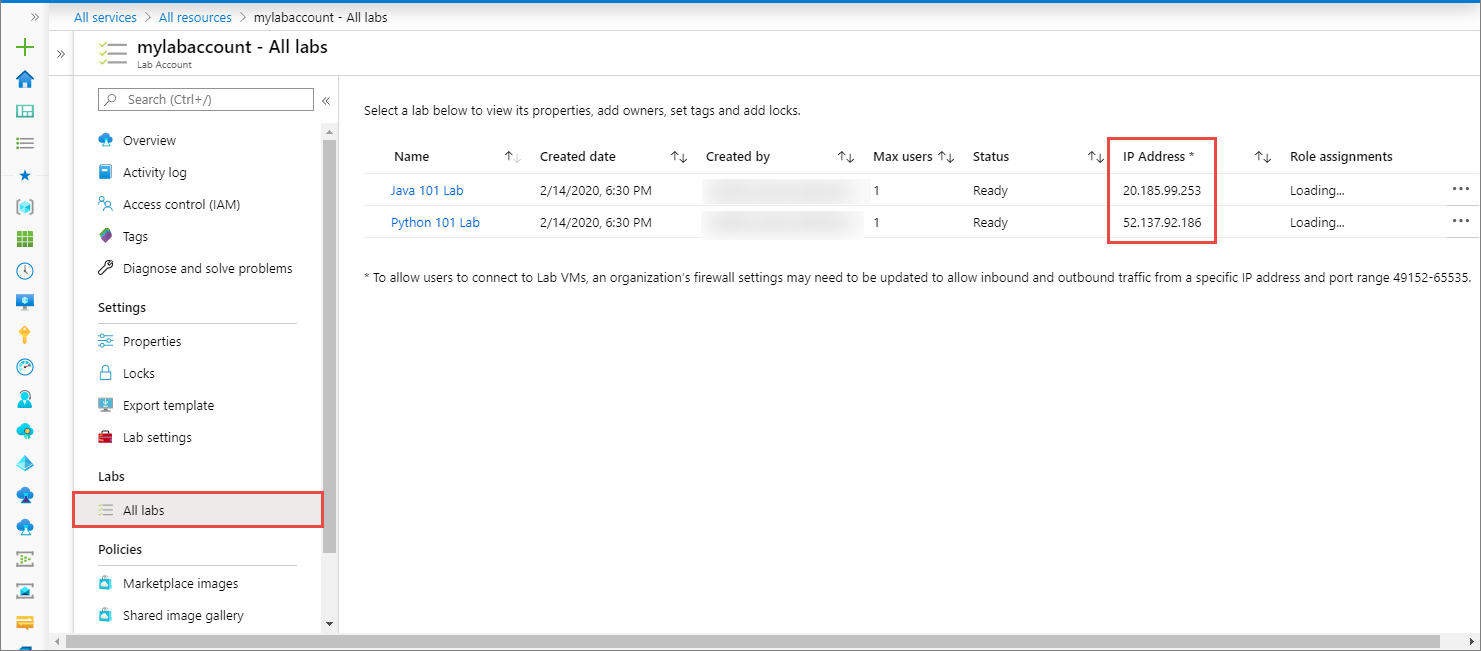 All services > All resources > mylabaccount - All labs
mylabaccount - All labs
Lab Account
Search (Ctrl+/)
Overview
Activity log
Access control (IAM)
Tags
Diagnose and solve problems
Settings
Properties
Locks
Export template
Lab settings
Labs
All labs
Policies
Marketplace images
Shared image gallery
Select a lab below to view its properties, add owners, set tags and add locks.
Name Created date Created by Max users Status IP Address * Role assignments
Java 101 Lab 2/14/2020, 6:30 PM 1 Ready 20.185.99.253 Loading...
Python 101 Lab 2/14/2020, 6:30 PM 1 Ready 52.137.92.186 Loading...
* To allow users to connect to Lab VMs, an organization's firewall settings may need to be updated to allow inbound and outbound traffic from a specific IP address and port range 49152-65535.